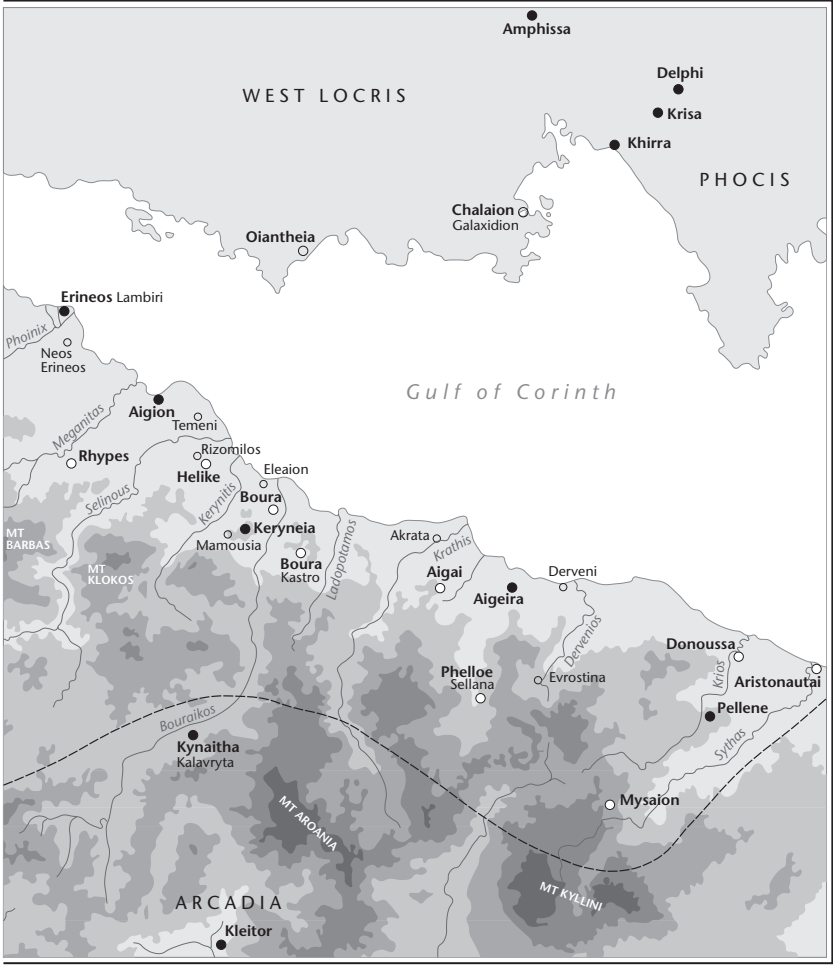 Amphissa
Delphi
WEST LOCRIS
Krisa
Khirra
PHOCIS
Chalaion
Galaxidion
Oiantheia
Erineos Lambiri
Phoinix
Neos
Erineos
Gulf of Corinth
Aigion
Meganitas
Temeni
Rhypes
Rizomilos
Helike
Eleaion
Selinous
Kerynitis
Boura
MT
BARBAS
Keryneia
Mamousia
Ladopotamos
Akrata
Krathis
MT
KLOKOS
Boura
Kastro
Aigai
Derveni
Aigeira
Dervenios
Donoussa
Phelloe
Sellana
Evrostina
Krios
Aristonautai
Pellene
Bouraikos
Kynaitha
Kalavryta
Sythas
Mysaion
MT AROANIA
MT KYLLINI
ARCADIA
Kleitor